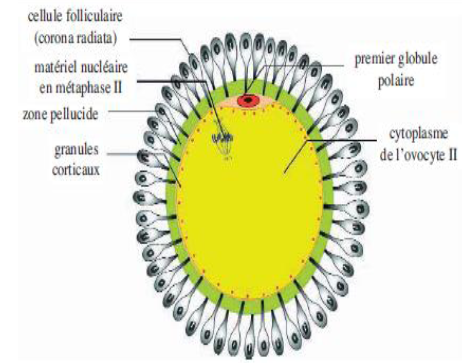 cellule folliculaire
(corona radiata)
matériel nucléaire
en métaphase II
zone pellucide
granules
corticaux
premier globule
polaire
cytoplasme
de l'ovocyte II